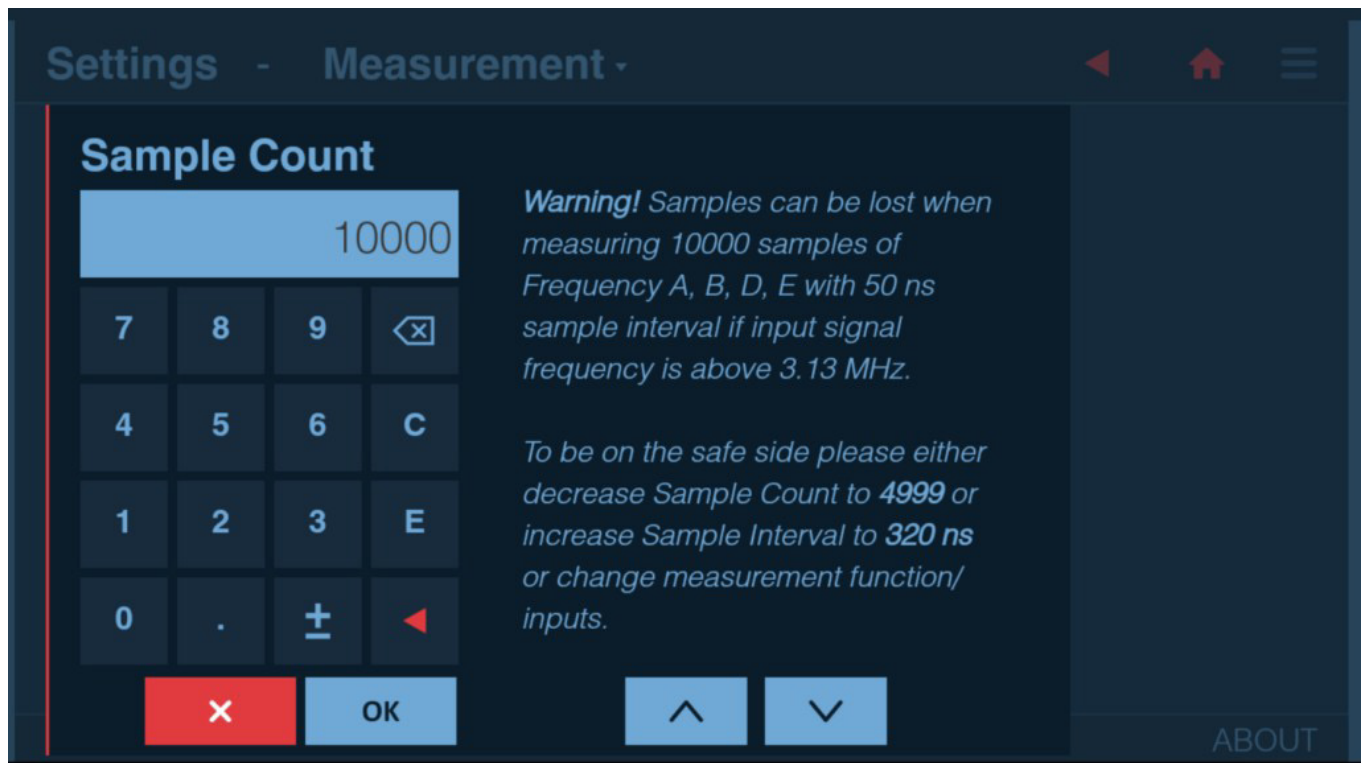 Settings - Measurement
Sample Count
10000
7 8 9
4 5 6 C
1 2 3 E
0 . ±
OK
Warning! Samples can be lost when
measuring 10000 samples of
Frequency A, B, D, E with 50 ns
sample interval if input signal
frequency is above 3.13 MHz.
To be on the safe side please either
decrease Sample Count to 4999 or
increase Sample Interval to 320 ns
or change measurement function/
inputs.
ABOUT